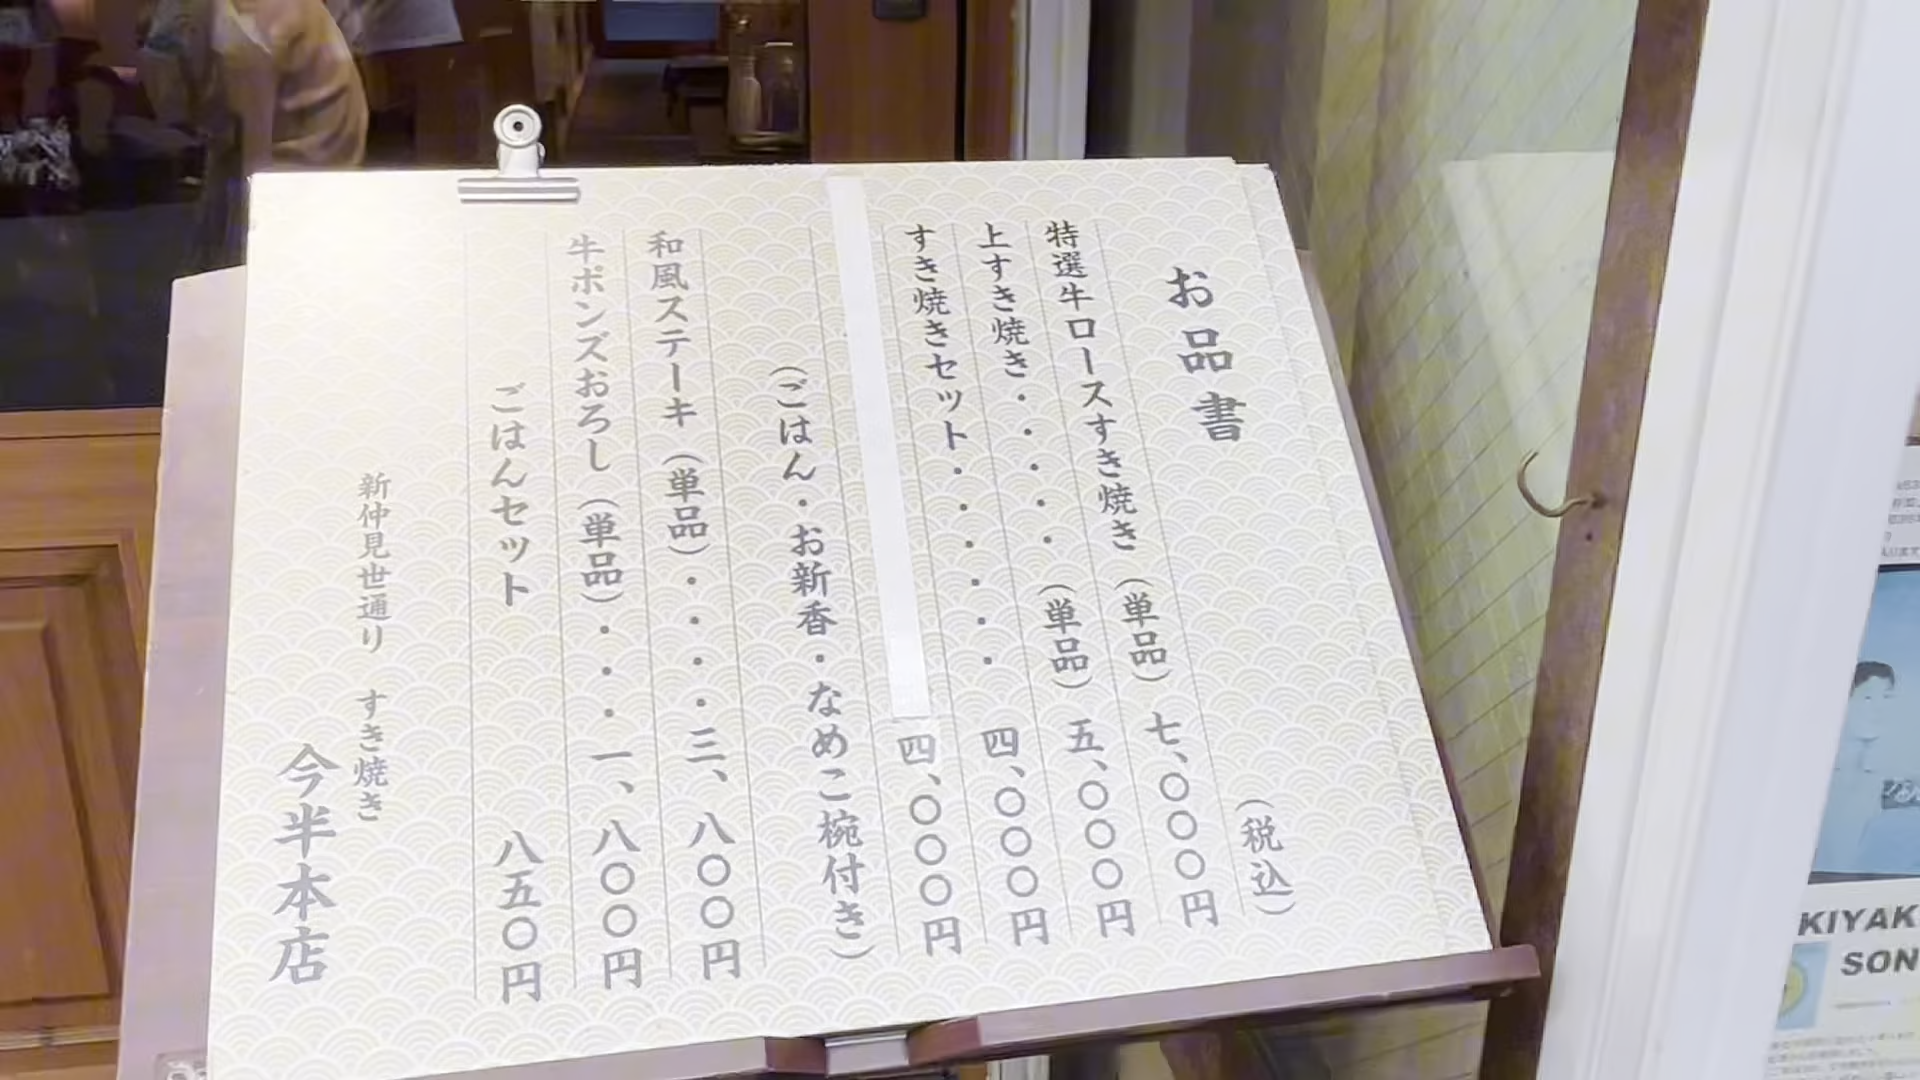 お品書
（税込）
特選牛ロースすき焼き（単品）七、〇〇〇円
上すき焼き・・・・・（単品）五、〇〇〇円
すき焼きセット・・・・・・四、〇〇〇円
四、〇〇〇円
（ごはん・お新香・なめこ椀付き）
和風ステーキ（単品）・・・・三、八〇〇円
牛ポンズおろし（単品）・・・一、八〇〇円
ごはんセット 八五〇円
新仲見世通り すき焼き
今半本店
KIYAK
SON